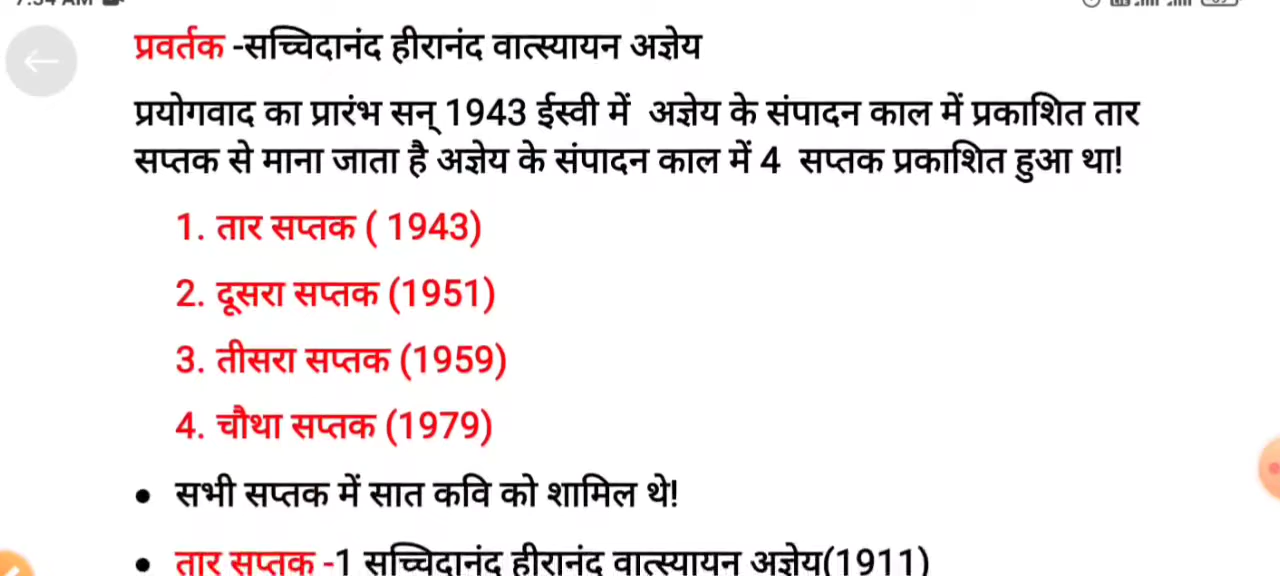 प्रवर्तक -सच्चिदानंद हीरानंद वात्स्यायन अज्ञेय
प्रयोगवाद का प्रारंभ सन् 1943 ईस्वी में अज्ञेय के संपादन काल में प्रकाशित तार
सप्तक से माना जाता है अज्ञेय के संपादन काल में 4 सप्तक प्रकाशित हुआ था!
1. तार सप्तक ( 1943)
2. दूसरा सप्तक (1951)
3. तीसरा सप्तक (1959)
4. चौथा सप्तक (1979)
• सभी सप्तक में सात कवि को शामिल थे!
• तार सप्तक -1 सच्चिदानंद हीरानंद वात्स्यायन अज्ञेय(1911)